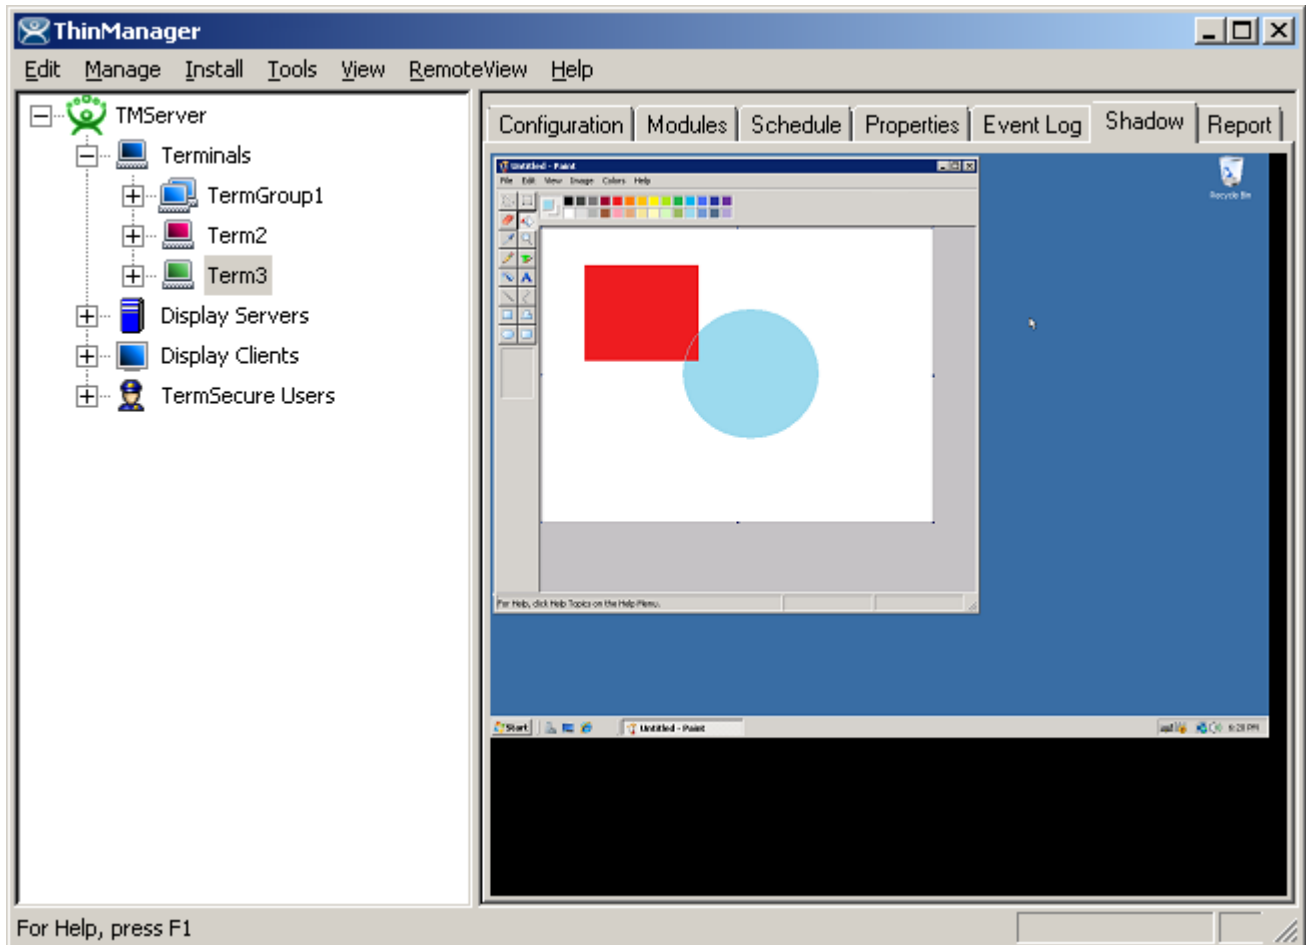 ThinManager
Edit Manage Install Tools View RemoteView Help
TMServer
Terminals
TermGroup1
Term2
Term3
Display Servers
Display Clients
TermSecure Users
Configuration Modules Schedule Properties Event Log Shadow Report
Untitled - Paint
File Edit View Image Colors Help
A
For Help, click Help Topics on the Help Menu.
Recycle Bin
Start
Untitled - Paint
For Help, press F1